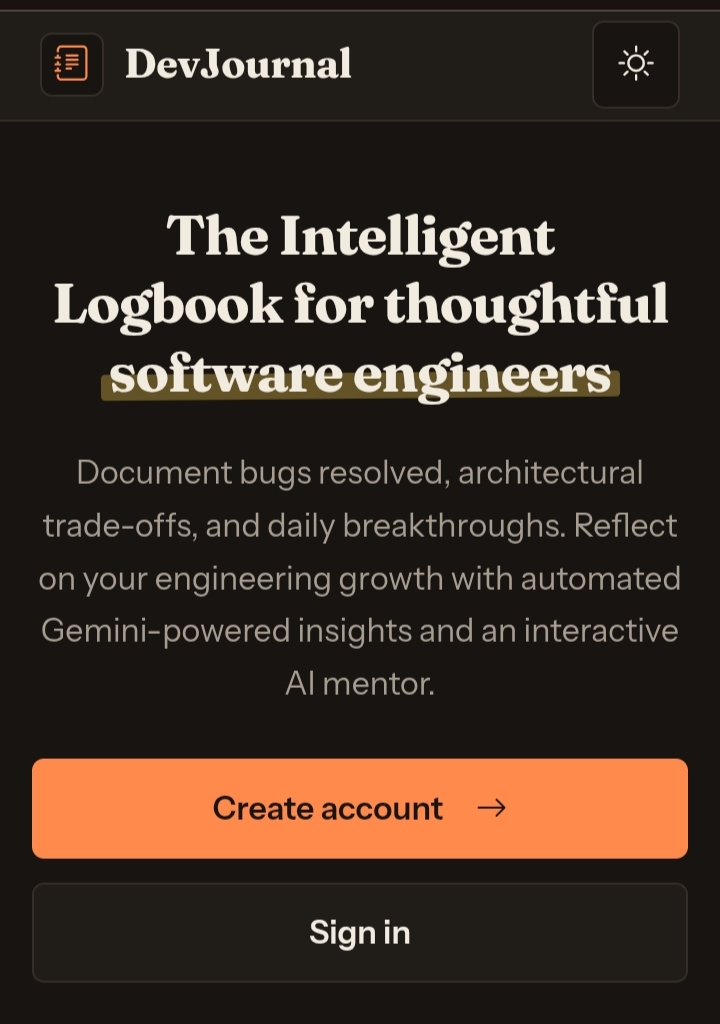 DevJournal
The Intelligent
Logbook for thoughtful
software engineers
Document bugs resolved, architectural
trade-offs, and daily breakthroughs. Reflect
on your engineering growth with automated
Gemini-powered insights and an interactive
AI mentor.
Create account →
Sign in